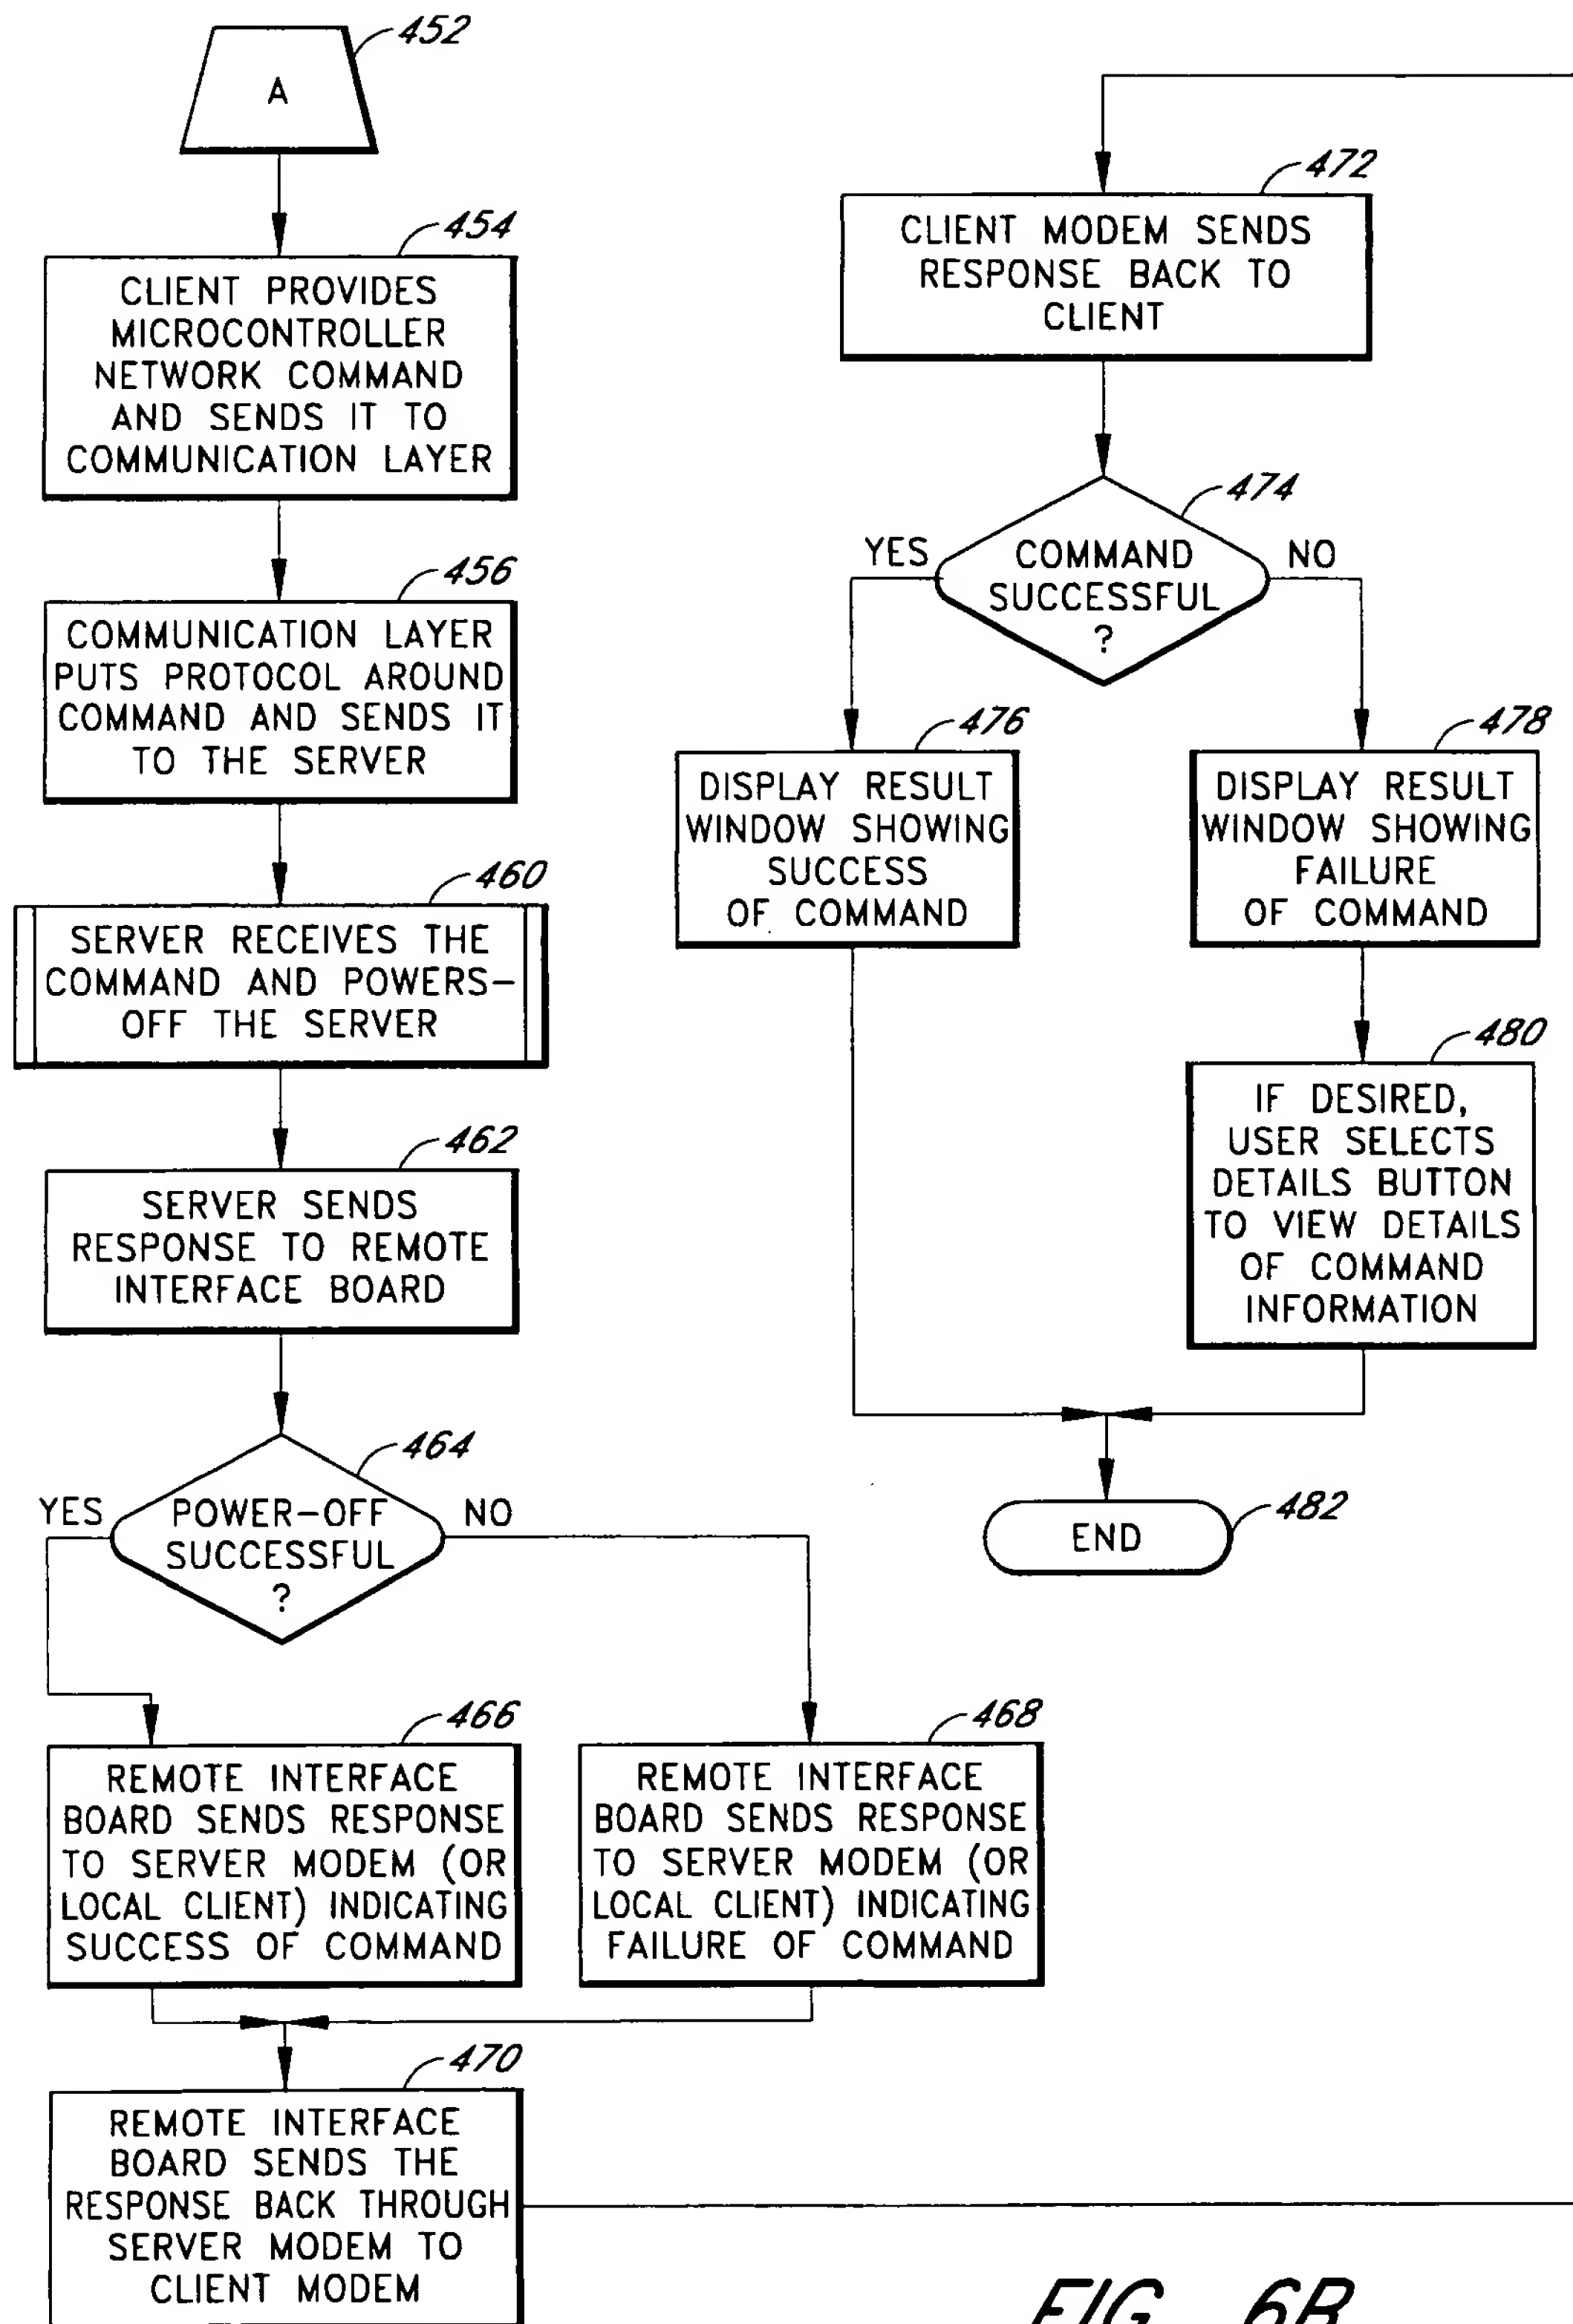 452
A
454
CLIENT PROVIDES
MICROCONTROLLER
NETWORK COMMAND
AND SENDS IT TO
COMMUNICATION LAYER
456
COMMUNICATION LAYER
PUTS PROTOCOL AROUND
COMMAND AND SENDS IT
TO THE SERVER
460
SERVER RECEIVES THE
COMMAND AND POWERS-
OFF THE SERVER
462
SERVER SENDS
RESPONSE TO REMOTE
INTERFACE BOARD
464
YES
POWER-OFF
SUCCESSFUL
?
NO
466
REMOTE INTERFACE
BOARD SENDS RESPONSE
TO SERVER MODEM (OR
LOCAL CLIENT) INDICATING
SUCCESS OF COMMAND
468
REMOTE INTERFACE
BOARD SENDS RESPONSE
TO SERVER MODEM (OR
LOCAL CLIENT) INDICATING
FAILURE OF COMMAND
470
REMOTE INTERFACE
BOARD SENDS THE
RESPONSE BACK THROUGH
SERVER MODEM TO
CLIENT MODEM
472
CLIENT MODEM SENDS
RESPONSE BACK TO
CLIENT
474
YES
COMMAND
SUCCESSFUL
?
NO
476
DISPLAY RESULT
WINDOW SHOWING
SUCCESS
OF COMMAND
478
DISPLAY RESULT
WINDOW SHOWING
FAILURE
OF COMMAND
480
IF DESIRED,
USER SELECTS
DETAILS BUTTON
TO VIEW DETAILS
OF COMMAND
INFORMATION
482
END
FIG. 6B